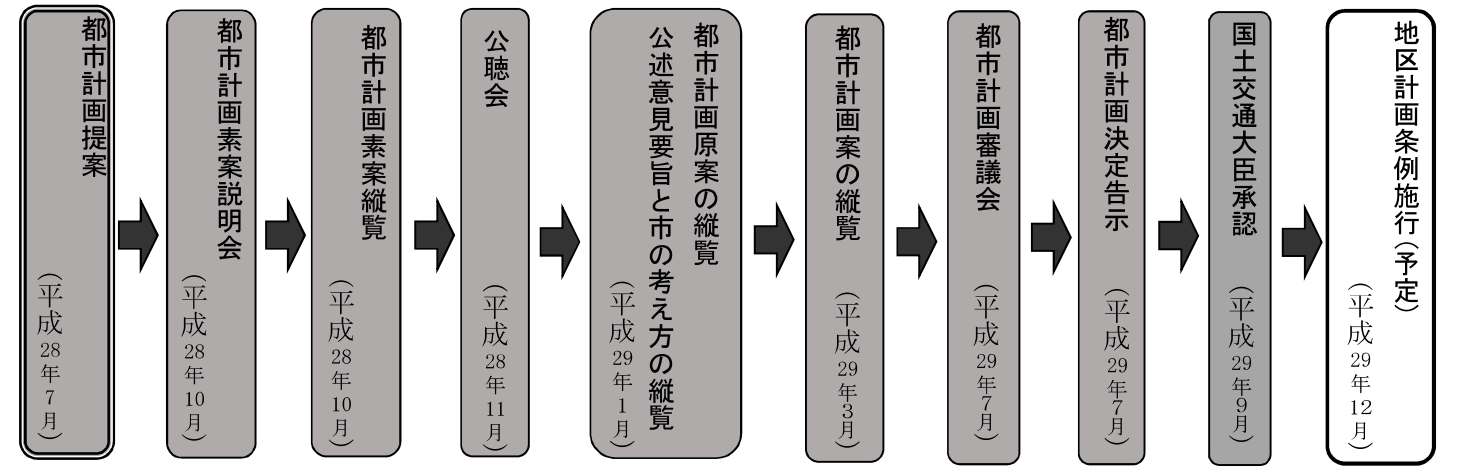 都市計画提案
（平成28年7月）
都市計画素案説明会
（平成28年10月）
都市計画素案縦覧
（平成28年10月）
公聴会
（平成28年11月）
都市計画原案の縦覧
公述意見要旨と市の考え方の縦覧
（平成29年1月）
都市計画案の縦覧
（平成29年3月）
都市計画審議会
（平成29年7月）
都市計画決定告示
（平成29年7月）
国土交通大臣承認
（平成29年9月）
地区計画条例施行（予定）
（平成29年12月）